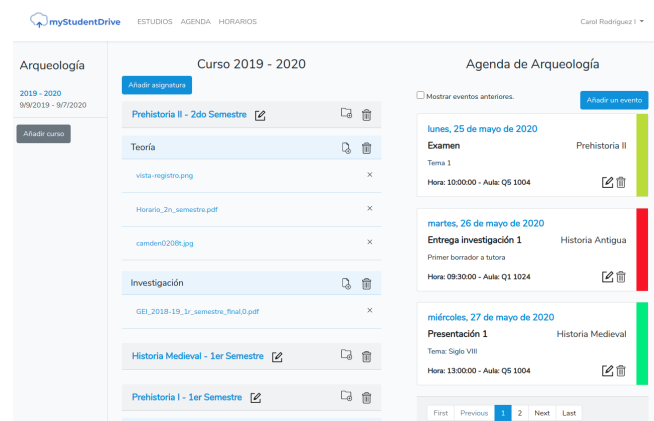 myStudentDrive ESTUDIOS AGENDA HORARIOS Carol Rodriguez I
Arqueología
2019 - 2020
9/9/2019 - 9/7/2020
Añadir curso
Curso 2019 - 2020
Añadir asignatura
Prehistoria II - 2do Semestre
Teoría
vista-registro.png
Horario_2n_semestre.pdf
camden0208t.jpg
Investigación
GEI_2018-19_1r_semestre_final,0.pdf
Historia Medieval - 1er Semestre
Prehistoria I - 1er Semestre
Agenda de Arqueología
Mostrar eventos anteriores.
Añadir un evento
lunes, 25 de mayo de 2020
Examen Prehistoria II
Tema 1
Hora: 10:00:00 - Aula: Q5 1004
martes, 26 de mayo de 2020
Entrega investigación 1 Historia Antigua
Primer borrador a tutora
Hora: 09:30:00 - Aula: Q1 1024
miércoles, 27 de mayo de 2020
Presentación 1 Historia Medieval
Tema: Siglo VIII
Hora: 13:00:00 - Aula: Q5 1004
First Previous 1 2 Next Last